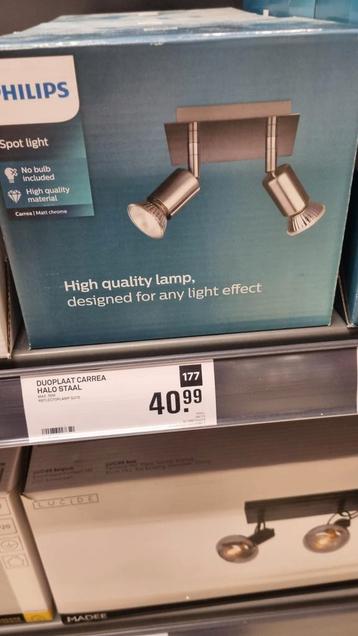 PHILIPS
Spot light
No bulb
included
High quality
material
Carrea | Matt chrome
High quality lamp,
designed for any light effect
DUOPLAAT CARREA
HALO STAAL
177
40.99
LUCIDE
MADEE